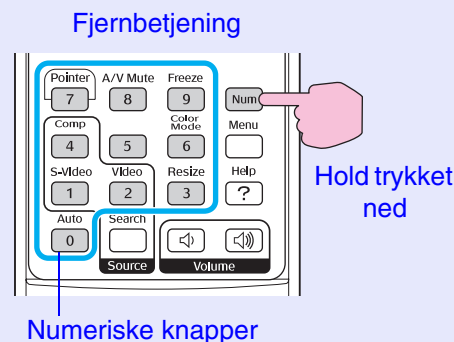 Fjernbetjening
Pointer A/V Mute Freeze
7 8 9 Num
Comp Color Mode Menu
4 5 6
S-Video Video Resize Help
1 2 3 ?
Auto Search
0
Source Volume
Hold trykket
ned
Numeriske knapper